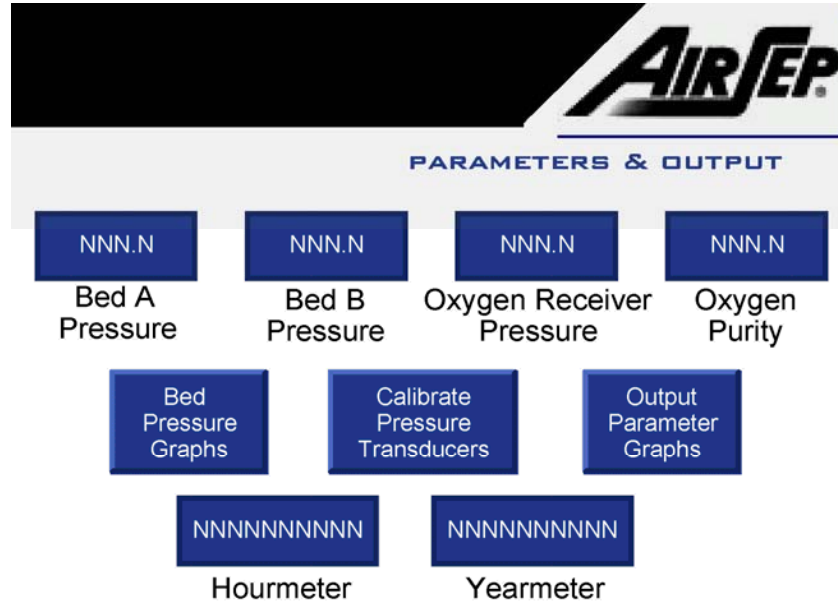 AIRSEP®
PARAMETERS & OUTPUT
NNN.N NNN.N NNN.N NNN.N
Bed A Bed B Oxygen Receiver Oxygen
Pressure Pressure Pressure Purity
Bed Calibrate Output
Pressure Pressure Parameter
Graphs Transducers Graphs
NNNNNNNNNN NNNNNNNNNN
Hourmeter Yearmeter